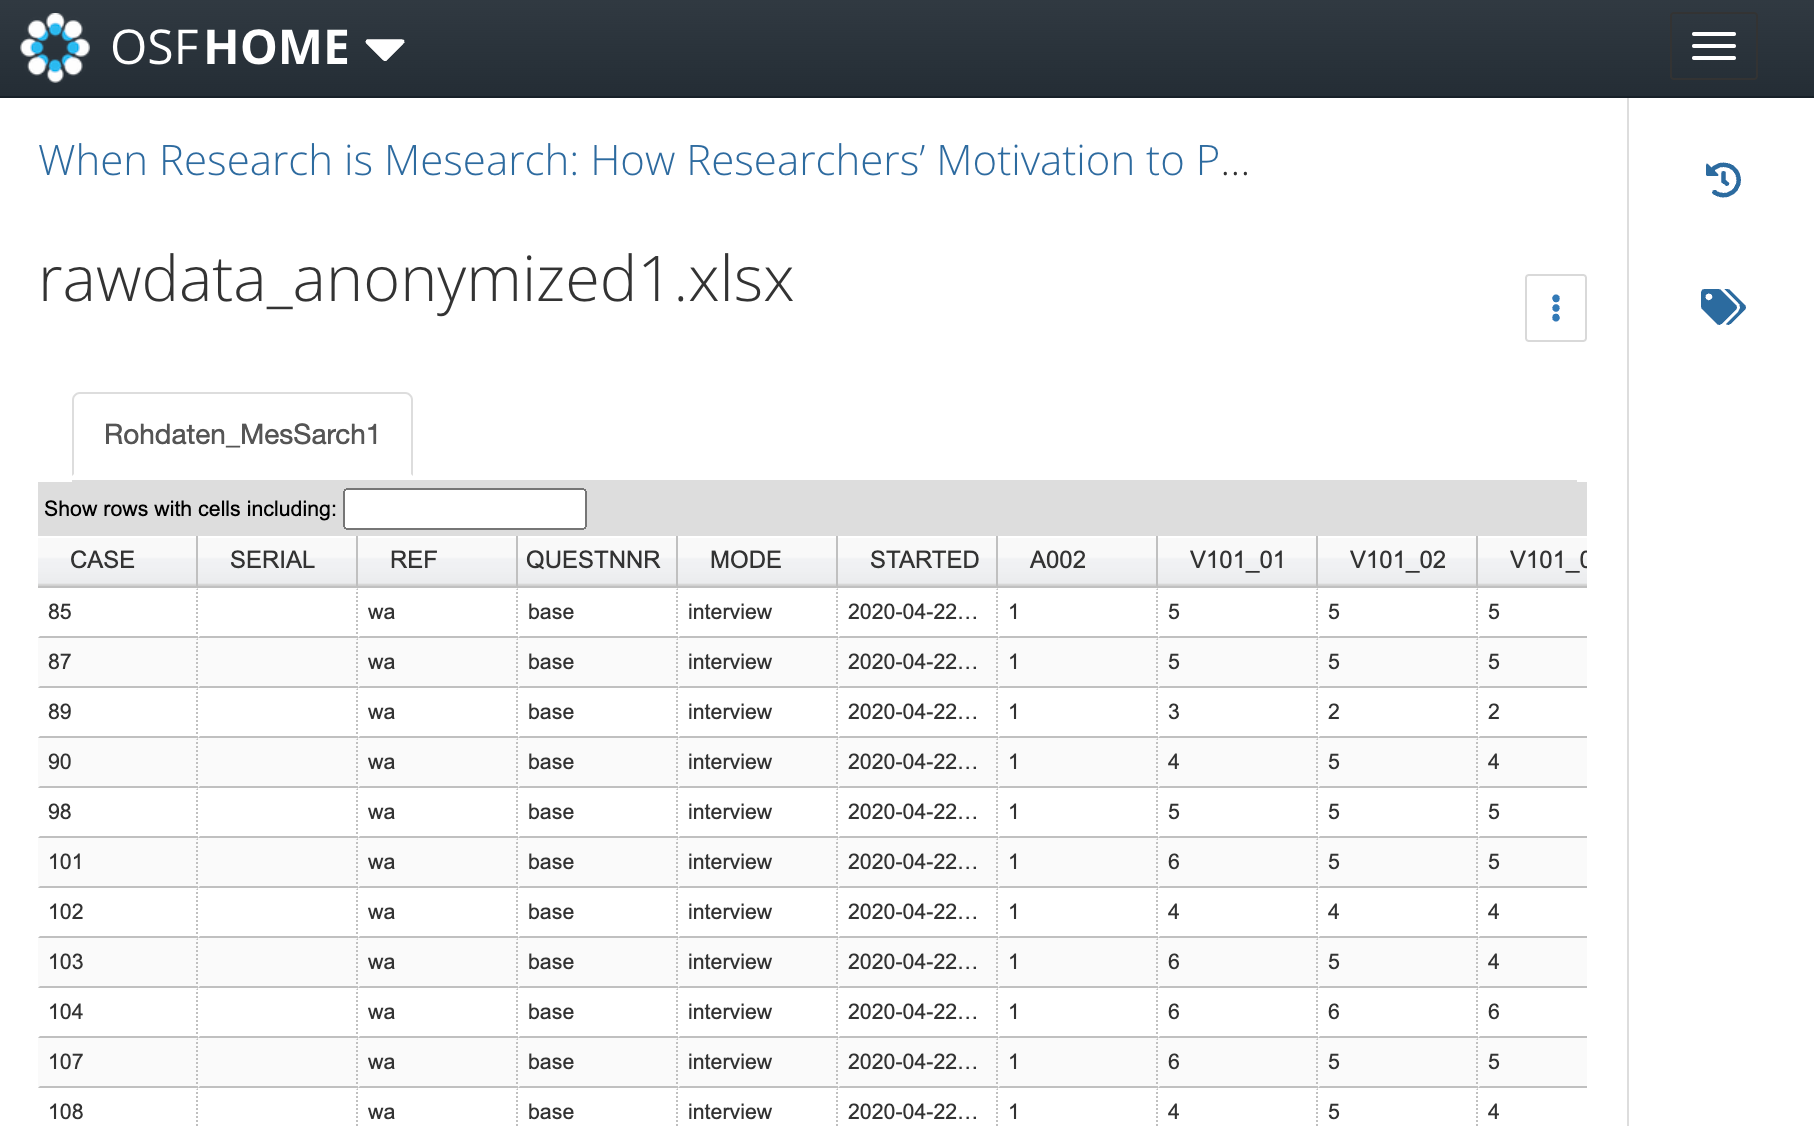 OSFHOME
When Research is Mesearch: How Researchers’ Motivation to P...
rawdata_anonymized1.xlsx
Rohdaten_MesSarch1
Show rows with cells including:
CASE SERIAL REF QUESTNNR MODE STARTED A002 V101_01 V101_02 V101_0
85 wa base interview 2020-04-22... 1 5 5 5
87 wa base interview 2020-04-22... 1 5 5 5
89 wa base interview 2020-04-22... 1 3 2 2
90 wa base interview 2020-04-22... 1 4 5 4
98 wa base interview 2020-04-22... 1 5 5 5
101 wa base interview 2020-04-22... 1 6 5 5
102 wa base interview 2020-04-22... 1 4 4 4
103 wa base interview 2020-04-22... 1 6 5 4
104 wa base interview 2020-04-22... 1 6 6 6
107 wa base interview 2020-04-22... 1 6 5 5
108 wa base interview 2020-04-22... 1 4 5 4